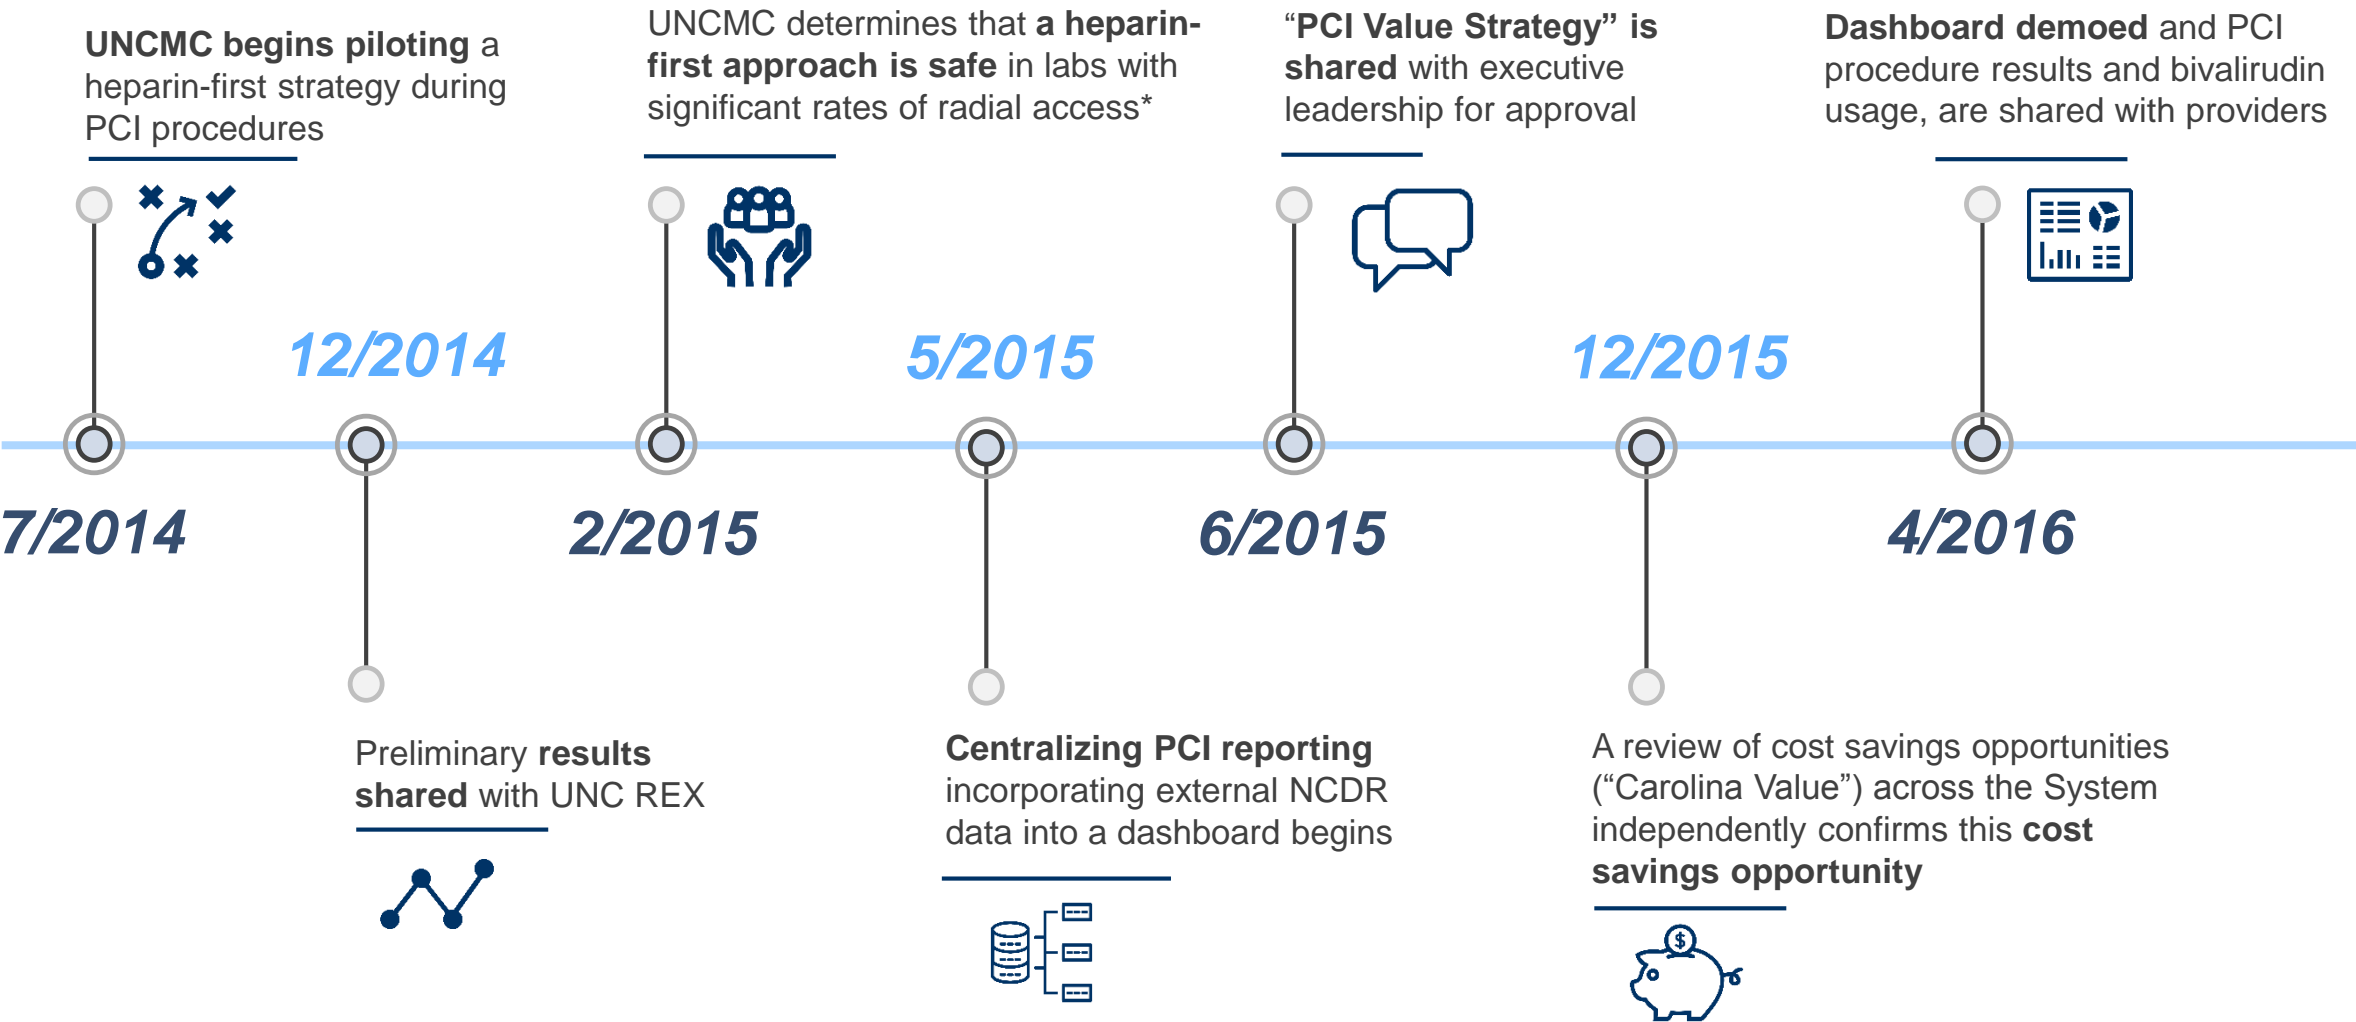 UNCMC begins piloting a
heparin-first strategy during
PCI procedures
UNCMC determines that a heparin-
first approach is safe in labs with
significant rates of radial access*
“PCI Value Strategy” is
shared with executive
leadership for approval
Dashboard demoed and PCI
procedure results and bivalirudin
usage, are shared with providers
12/2014
5/2015
12/2015
7/2014
2/2015
6/2015
4/2016
Preliminary results
shared with UNC REX
Centralizing PCI reporting
incorporating external NCDR
data into a dashboard begins
A review of cost savings opportunities
(“Carolina Value”) across the System
independently confirms this cost
savings opportunity
$